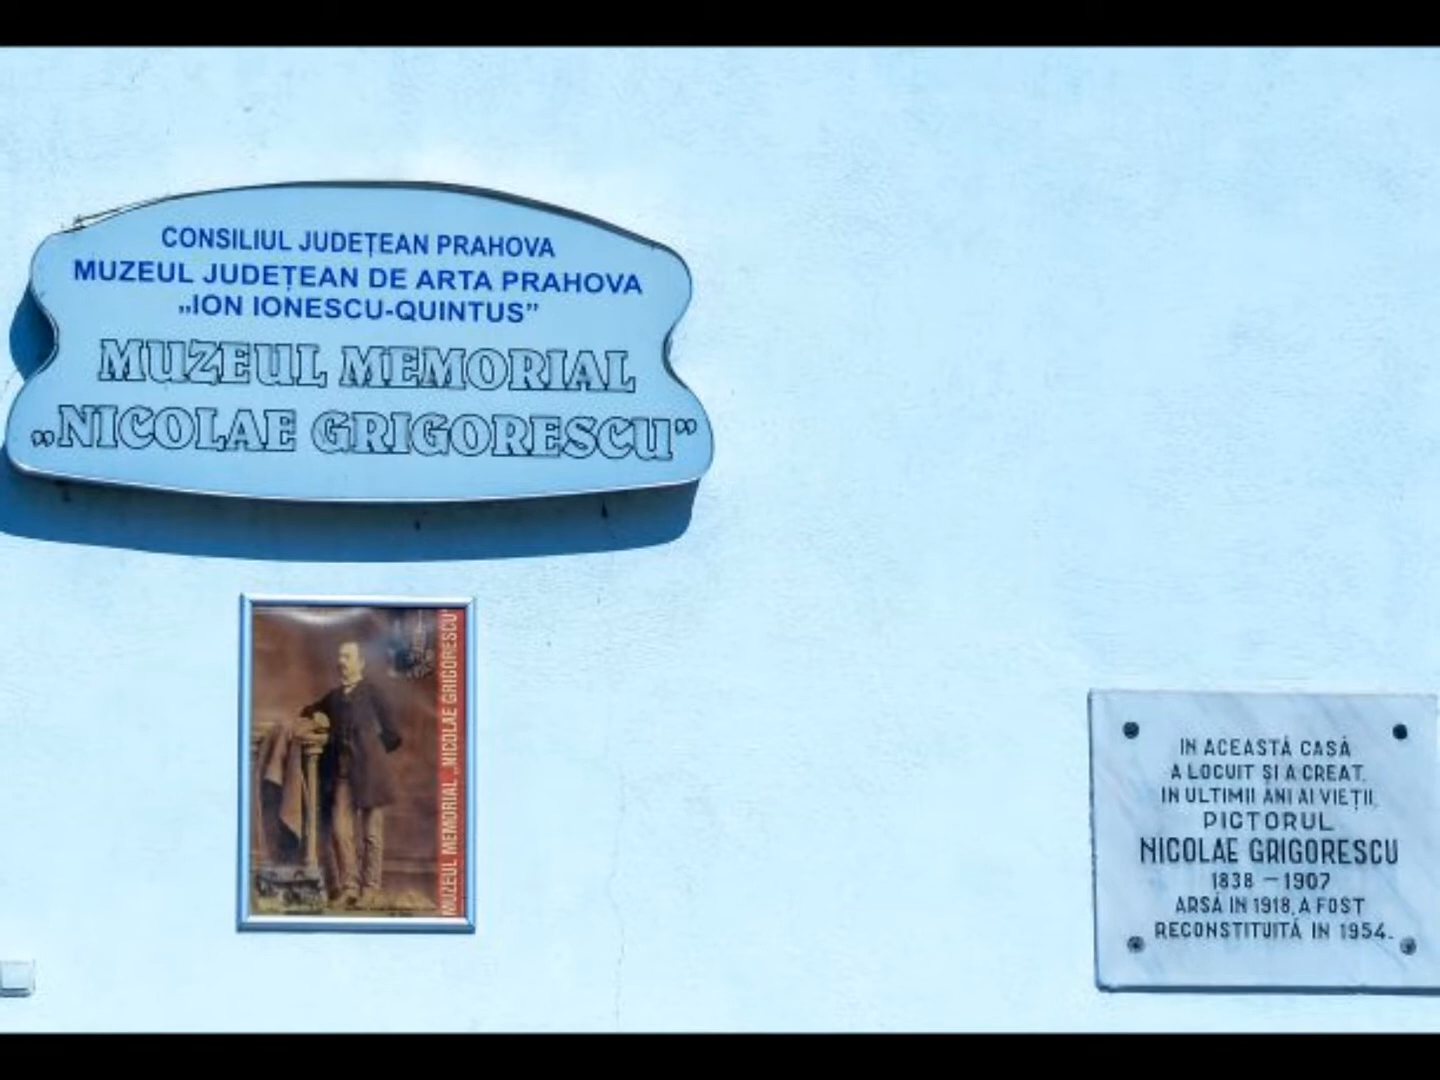 CONSILIUL JUDEȚEAN PRAHOVA
MUZEUL JUDEȚEAN DE ARTA PRAHOVA
„ION IONESCU-QUINTUS”
MUZEUL MEMORIAL
„NICOLAE GRIGORESCU”
MUZEUL MEMORIAL „NICOLAE GRIGORESCU”
IN ACEASTĂ CASĂ
A LOCUIT ȘI A CREAT,
IN ULTIMII ANI AI VIEȚII,
PICTORUL
NICOLAE GRIGORESCU
1838 – 1907
ARSĂ IN 1918, A FOST
RECONSTITUITĂ IN 1954.